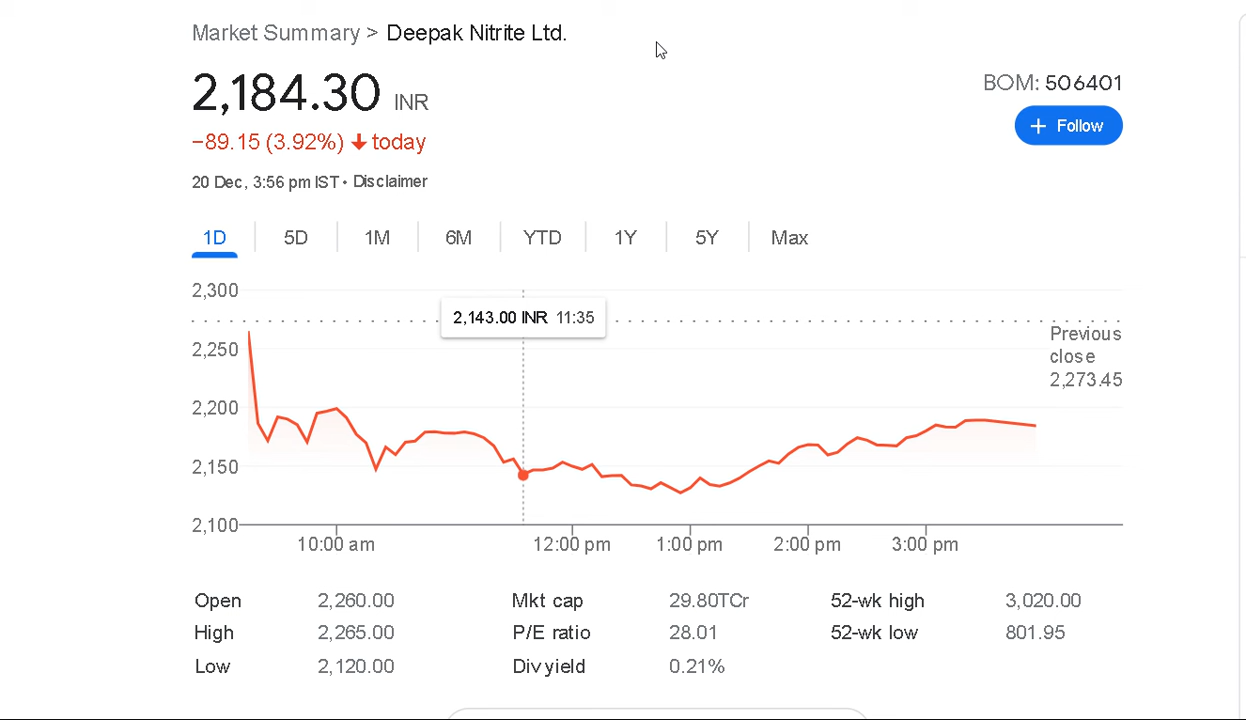 Market Summary > Deepak Nitrite Ltd.
2,184.30 INR
BOM: 506401
−89.15 (3.92%) ↓ today
+ Follow
20 Dec, 3:56 pm IST • Disclaimer
1D 5D 1M 6M YTD 1Y 5Y Max
2,300
2,143.00 INR 11:35
Previous
close
2,273.45
2,250
2,200
2,150
2,100
10:00 am 12:00 pm 1:00 pm 2:00 pm 3:00 pm
Open 2,260.00 Mkt cap 29.80TCr 52-wk high 3,020.00
High 2,265.00 P/E ratio 28.01 52-wk low 801.95
Low 2,120.00 Div yield 0.21%